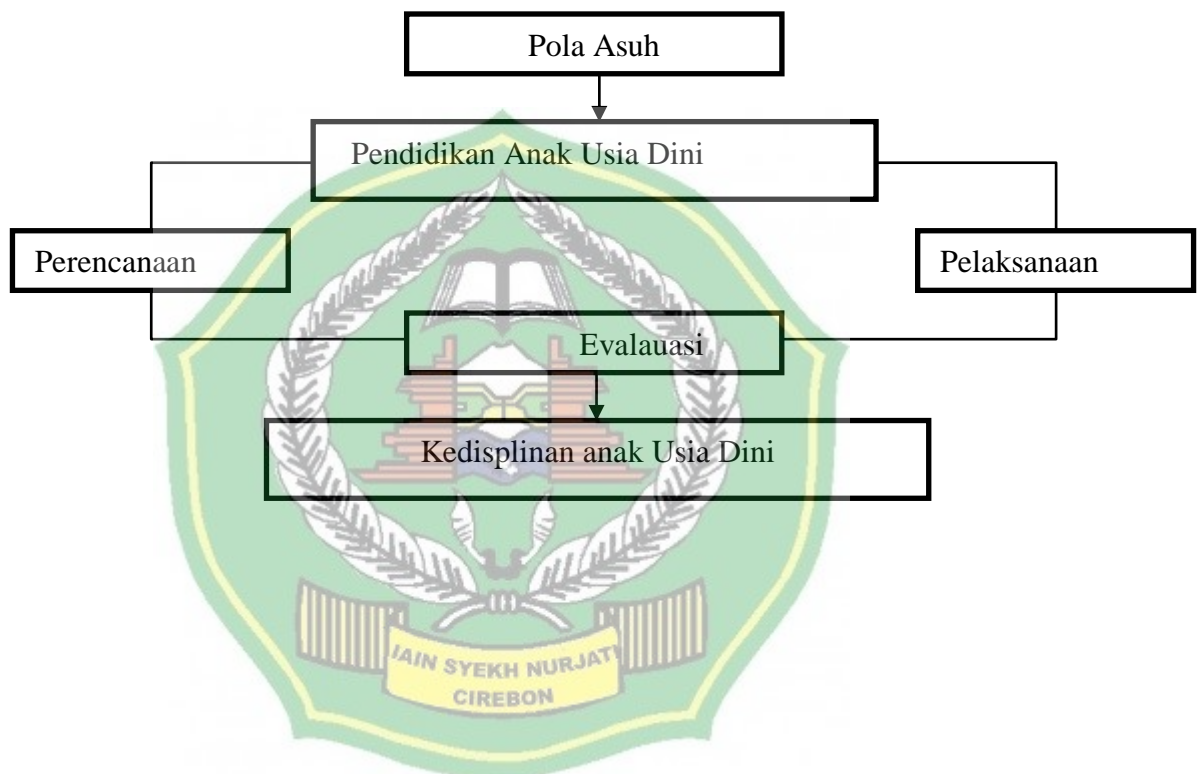 Pola Asuh
Pendidikan Anak Usia Dini
Perencanaan
Pelaksanaan
Evalauasi
Kedisplinan anak Usia Dini
IAIN SYEKH NURJATI
CIREBON